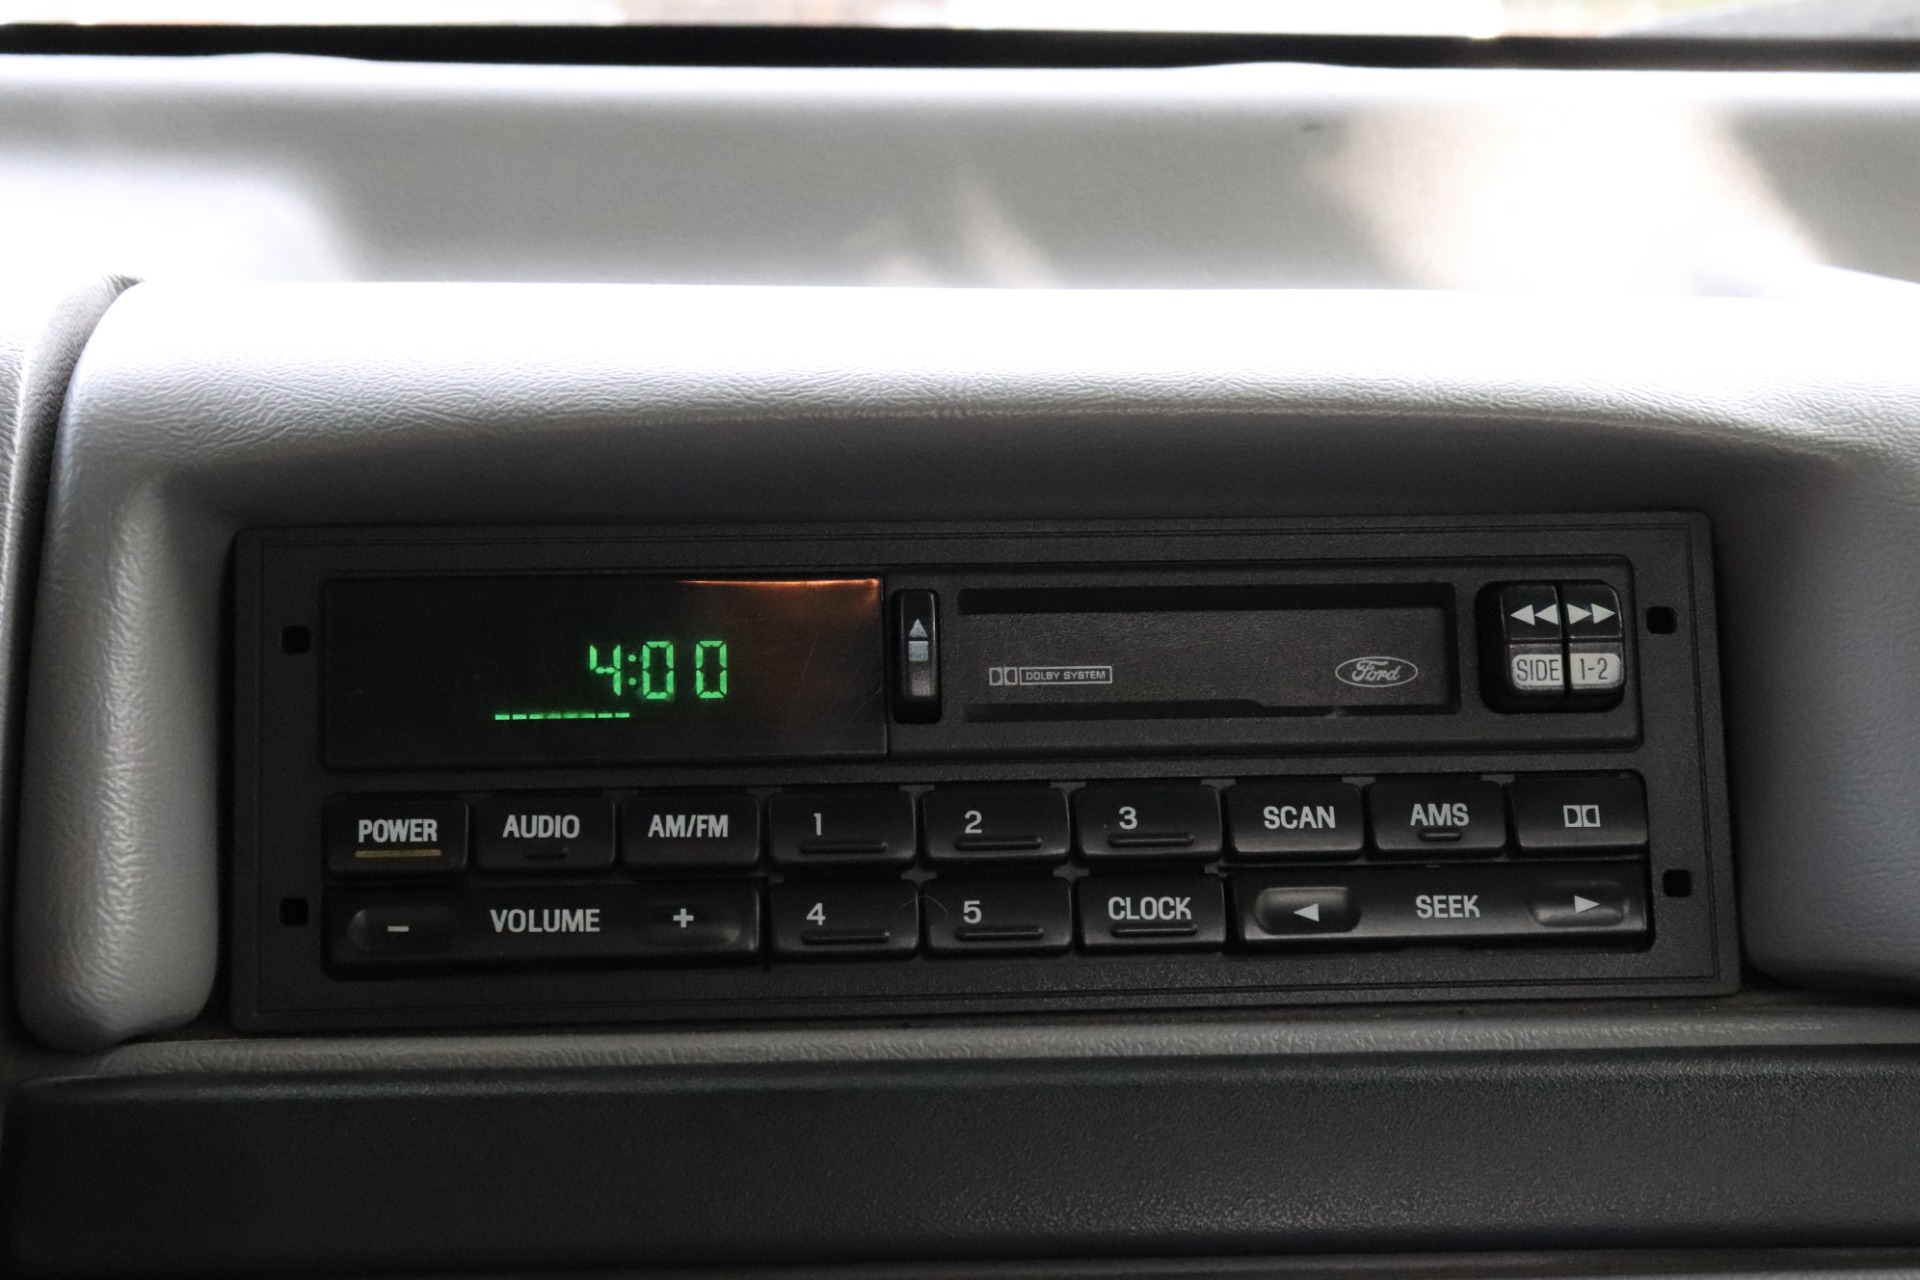 4:00
DOLBY SYSTEM
Ford
SIDE 1-2
POWER AUDIO AM/FM 1 2 3 SCAN AMS
- VOLUME + 4 5 CLOCK SEEK